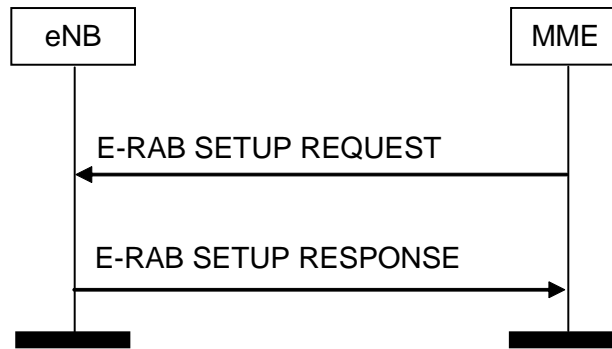 eNB
MME
E-RAB SETUP REQUEST
E-RAB SETUP RESPONSE